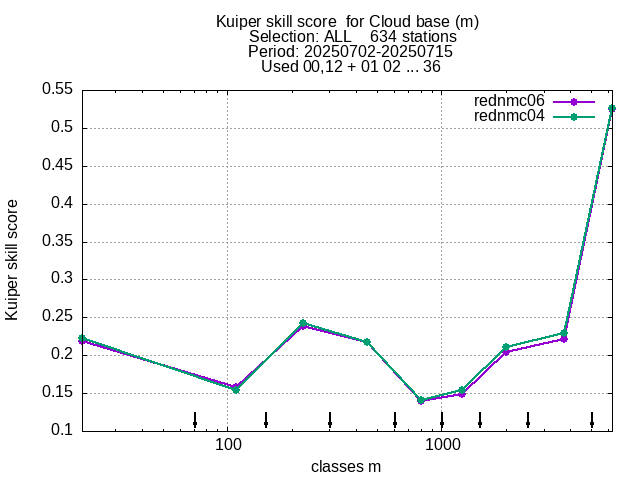 Kuiper skill score  for Cloud base (m)
Selection: ALL    634 stations
Period: 20250702-20250715
Used 00,12 + 01 02 ... 36
rednmc06
rednmc04
0.55
0.5
0.45
0.4
0.35
0.3
0.25
0.2
0.15
0.1
Kuiper skill score
100
1000
classes m